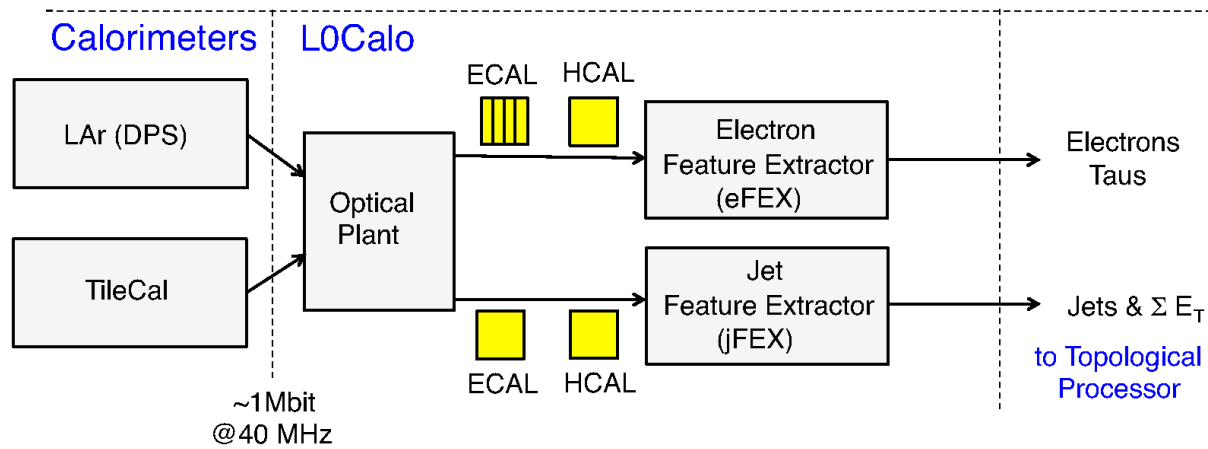 Calorimeters
L0Calo
ECAL
HCAL
LAr (DPS)
Electron
Feature Extractor
(eFEX)
Electrons
Taus
Optical
Plant
TileCal
Jet
Feature Extractor
(jFEX)
Jets & Σ E_T
to Topological
Processor
ECAL
HCAL
~1Mbit
@40 MHz